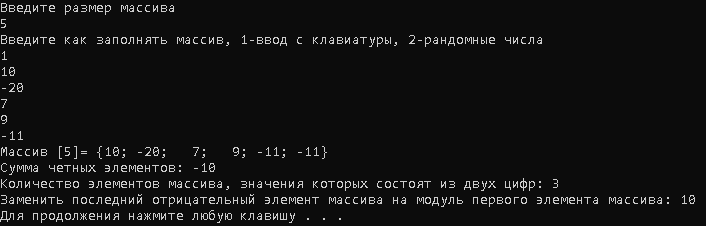 Введите размер массива
5
Введите как заполнять массив, 1-ввод с клавиатуры, 2-рандомные числа
1
10
-20
7
9
-11
Массив [5]= {10; -20;   7;   9; -11; -11}
Сумма четных элементов: -10
Количество элементов массива, значения которых состоят из двух цифр: 3
Заменить последний отрицательный элемент массива на модуль первого элемента массива: 10
Для продолжения нажмите любую клавишу . . .